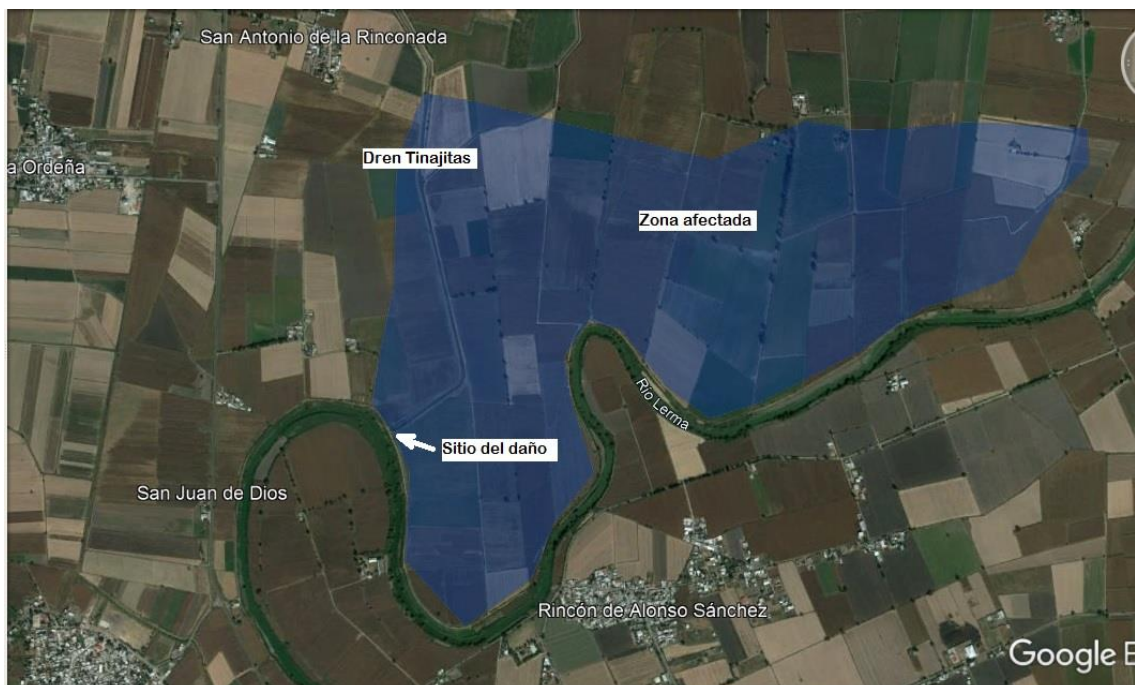 San Antonio de la Rinconada
Dren Tinajitas
a Ordeña
Zona afectada
Río Lerma
Sitio del daño
San Juan de Dios
Rincón de Alonso Sánchez
Google E